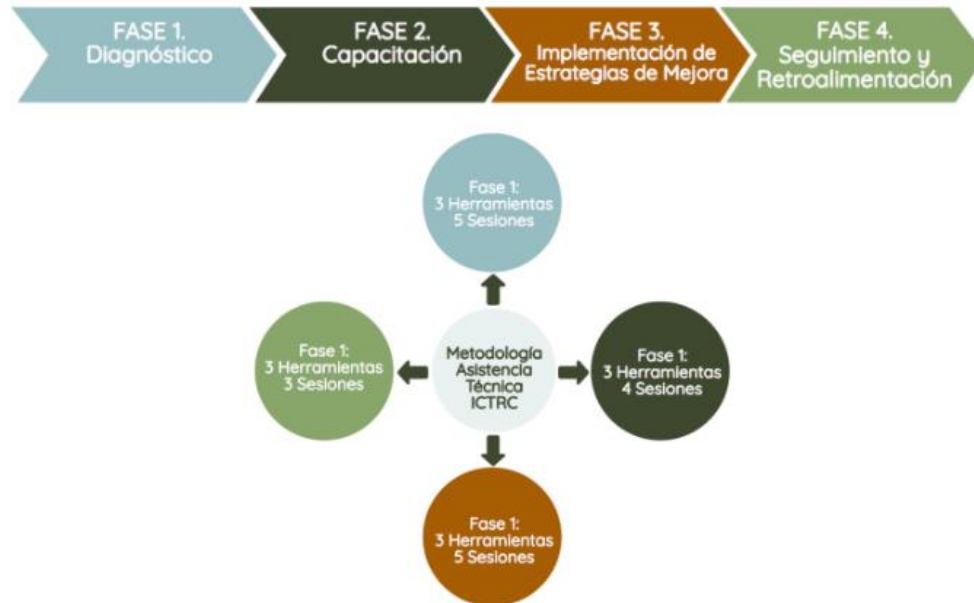 FASE 1.
Diagnóstico
FASE 2.
Capacitación
FASE 3.
Implementación de
Estrategias de Mejora
FASE 4.
Seguimiento y
Retroalimentación
Fase 1:
3 Herramientas
5 Sesiones
Fase 1:
3 Herramientas
3 Sesiones
Metodología
Asistencia
Técnica
ICTRC
Fase 1:
3 Herramientas
4 Sesiones
Fase 1:
3 Herramientas
5 Sesiones